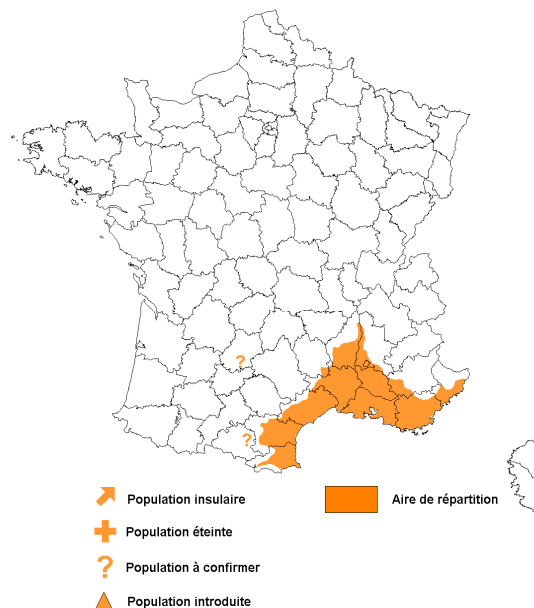 ?
?
Population insulaire
Aire de répartition
Population éteinte
? Population à confirmer
Population introduite